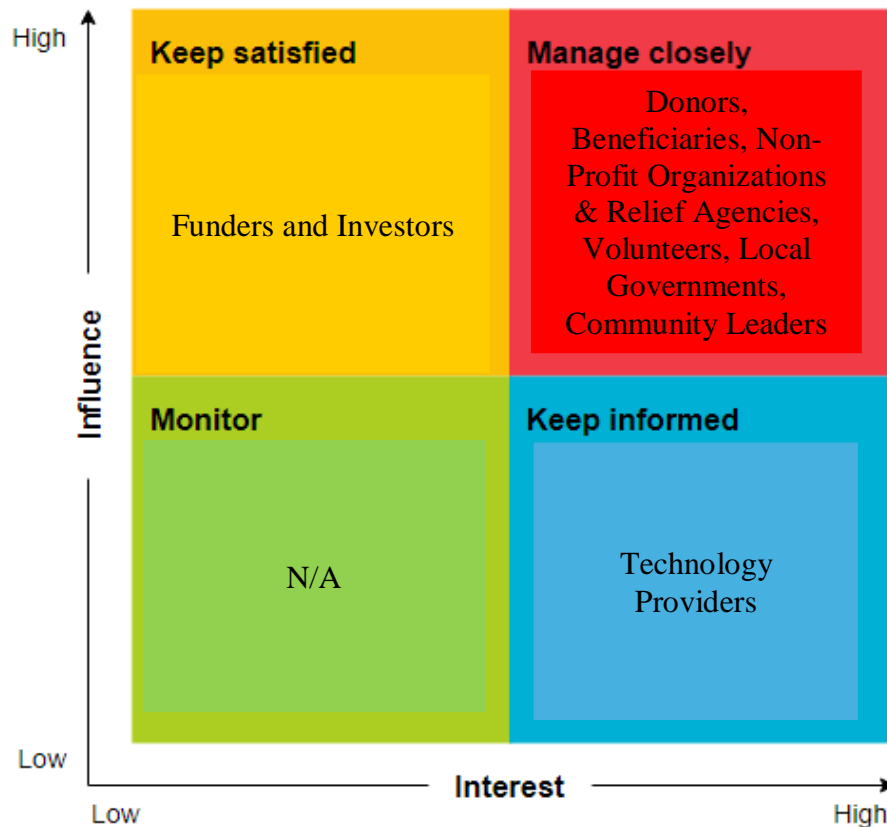 High
Keep satisfied
Manage closely
Funders and Investors
Donors,
Beneficiaries, Non-
Profit Organizations
& Relief Agencies,
Volunteers, Local
Governments,
Community Leaders
Influence
Monitor
Keep informed
N/A
Technology
Providers
Low
Interest
Low
High